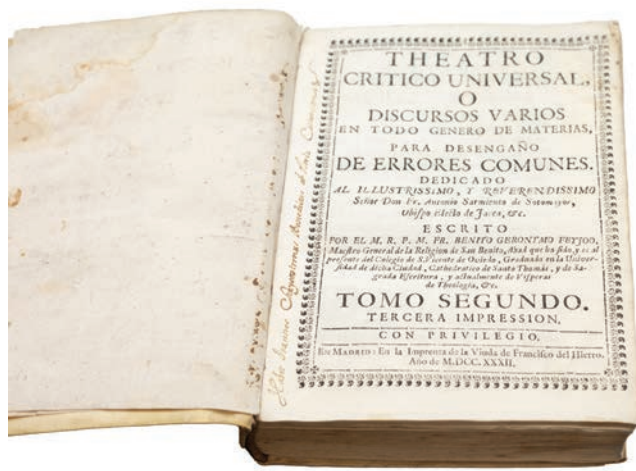 THEATRO
CRITICO UNIVERSAL,
O
DISCURSOS VARIOS
EN TODO GENERO DE MATERIAS,
PARA DESENGAÑO
DE ERRORES COMUNES.
DEDICADO
AL ILLUSTRISSIMO, Y REVERENDISSIMO
Señor Don Fr. Antonio Sarmiento de Sotomayor,
Obispo electo de Jaca, &c.
ESCRITO
POR EL M. R. P. M. FR. BENITO GERONYMO FEYJOO,
Maestro General de la Religion de San Benito, Abad que ha sido, y es al
presente del Colegio de S. Vicente de Oviedo, Graduado en la Univer-
sidad de dicha Ciudad, Cathedratico de Santo Thomás, y de Sa-
grada Escritura, y actualmente de Visperas
de Theologia, &c.
TOMO SEGUNDO.
TERCERA IMPRESSION.
CON PRIVILEGIO.
En MADRID: En la Imprenta de la Viuda de Francisco del Hierro.
Año de M.DCC.XXXII.